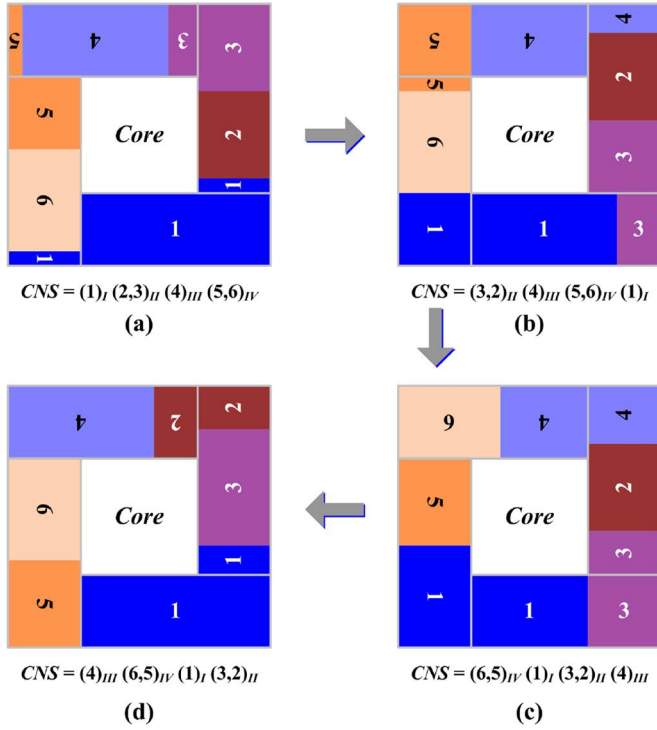 5 4 3 3
5 Core 2
6 1
1 1
CNS = (1)I (2,3)II (4)III (5,6)IV
(a)
5 4 4
5 Core 2
6 3
1 1 3
CNS = (3,2)II (4)III (5,6)IV (1)I
(b)
4 2 2
6 Core 3
5 1 1
CNS = (4)III (6,5)IV (1)I (3,2)II
(d)
6 4 4
5 Core 2
1 1 3 3
CNS = (6,5)IV (1)I (3,2)II (4)III
(c)